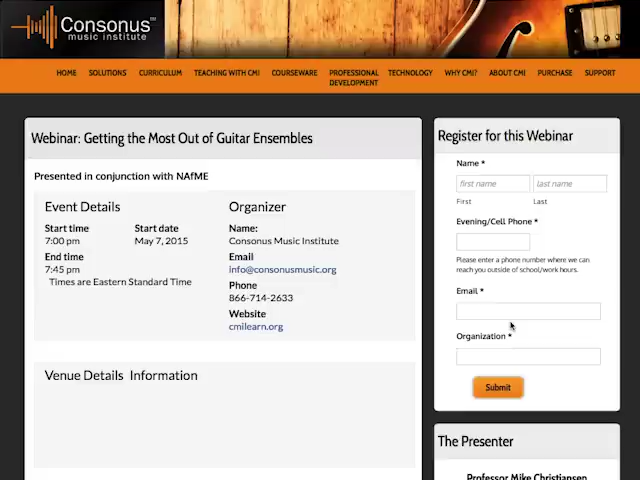 Consonus™
music institute
HOME SOLUTIONS CURRICULUM TEACHING WITH CMI COURSEWARE PROFESSIONAL DEVELOPMENT TECHNOLOGY WHY CMI? ABOUT CMI PURCHASE SUPPORT
Webinar: Getting the Most Out of Guitar Ensembles
Presented in conjunction with NAfME
Event Details
Start time
7:00 pm
Start date
May 7, 2015
End time
7:45 pm
Times are Eastern Standard Time
Organizer
Name:
Consonus Music Institute
Email
info@consonusmusic.org
Phone
866-714-2633
Website
cmilearn.org
Venue Details Information
Register for this Webinar
Name *
first name last name
First Last
Evening/Cell Phone *
Please enter a phone number where we can
reach you outside of school/work hours.
Email *
Organization *
Submit
The Presenter
Professor Mike Christiansen